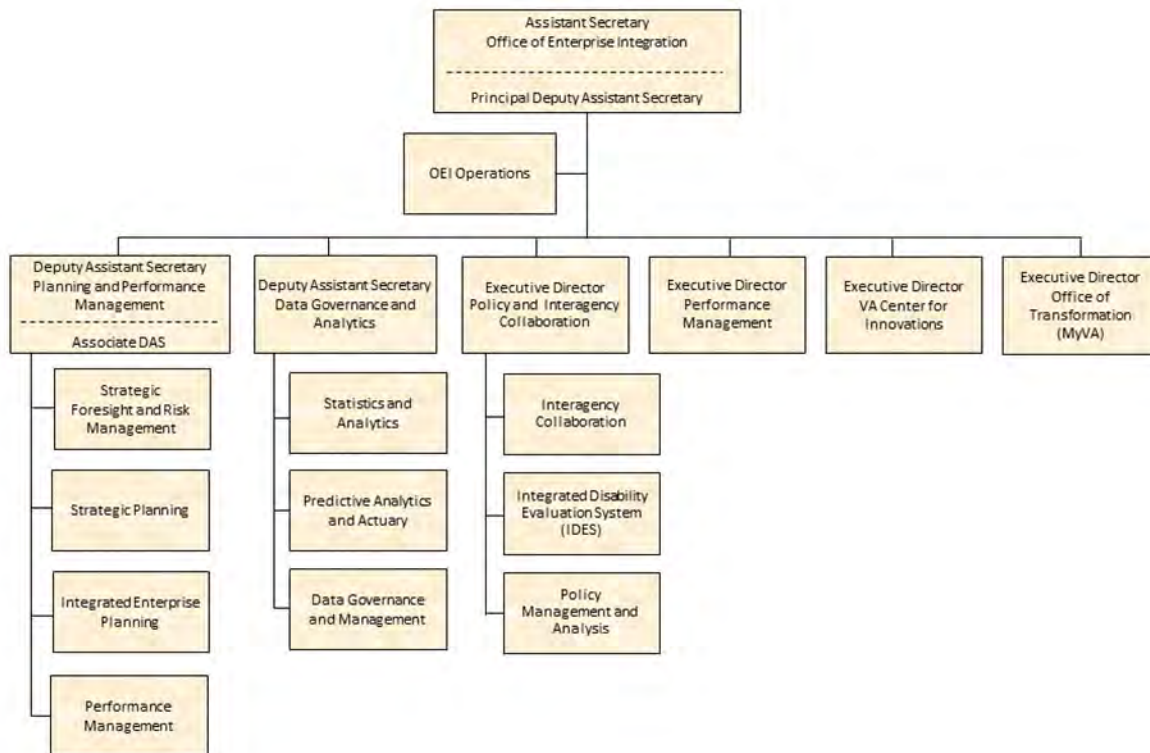 Assistant Secretary
Office of Enterprise Integration
Principal Deputy Assistant Secretary
OEI Operations
Deputy Assistant Secretary
Planning and Performance
Management
Associate DAS
Deputy Assistant Secretary
Data Governance and
Analytics
Executive Director
Policy and Interagency
Collaboration
Executive Director
Performance
Management
Executive Director
VA Center for
Innovations
Executive Director
Office of
Transformation
(MyVA)
Strategic
Foresight and Risk
Management
Strategic Planning
Integrated Enterprise
Planning
Performance
Management
Statistics and
Analytics
Predictive Analytics
and Actuary
Data Governance
and Management
Interagency
Collaboration
Integrated Disability
Evaluation System
(IDES)
Policy
Management and
Analysis